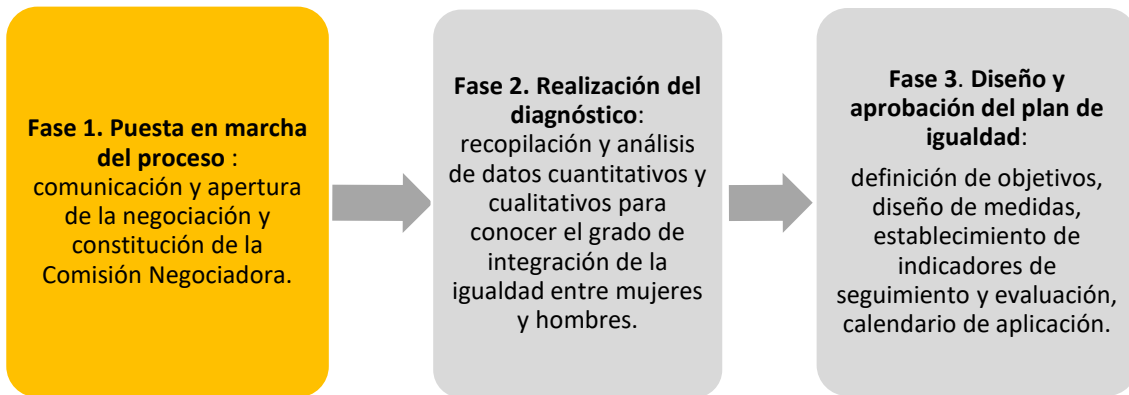 Fase 1. Puesta en marcha
del proceso :
comunicación y apertura
de la negociación y
constitución de la
Comisión Negociadora.
Fase 2. Realización del
diagnóstico:
recopilación y análisis
de datos cuantitativos y
cualitativos para
conocer el grado de
integración de la
igualdad entre mujeres
y hombres.
Fase 3. Diseño y
aprobación del plan de
igualdad:
definición de objetivos,
diseño de medidas,
establecimiento de
indicadores de
seguimiento y evaluación,
calendario de aplicación.